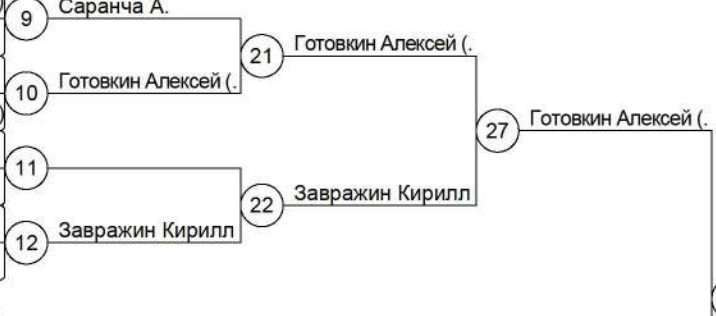 9 Саранча А.
10 Готовкин Алексей (.
21 Готовкин Алексей (.
11
12 Завражин Кирилл
22 Завражин Кирилл
27 Готовкин Алексей (.